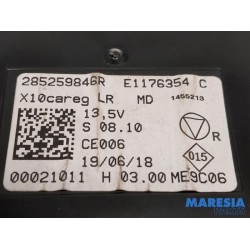 285259846R E1176354 C
X10careg LR MD 1455213
13,5V
S 08.10 R
CE006 015
19/06/18
00021011 H 03.00 ME9C06
MARESIA
PARTS